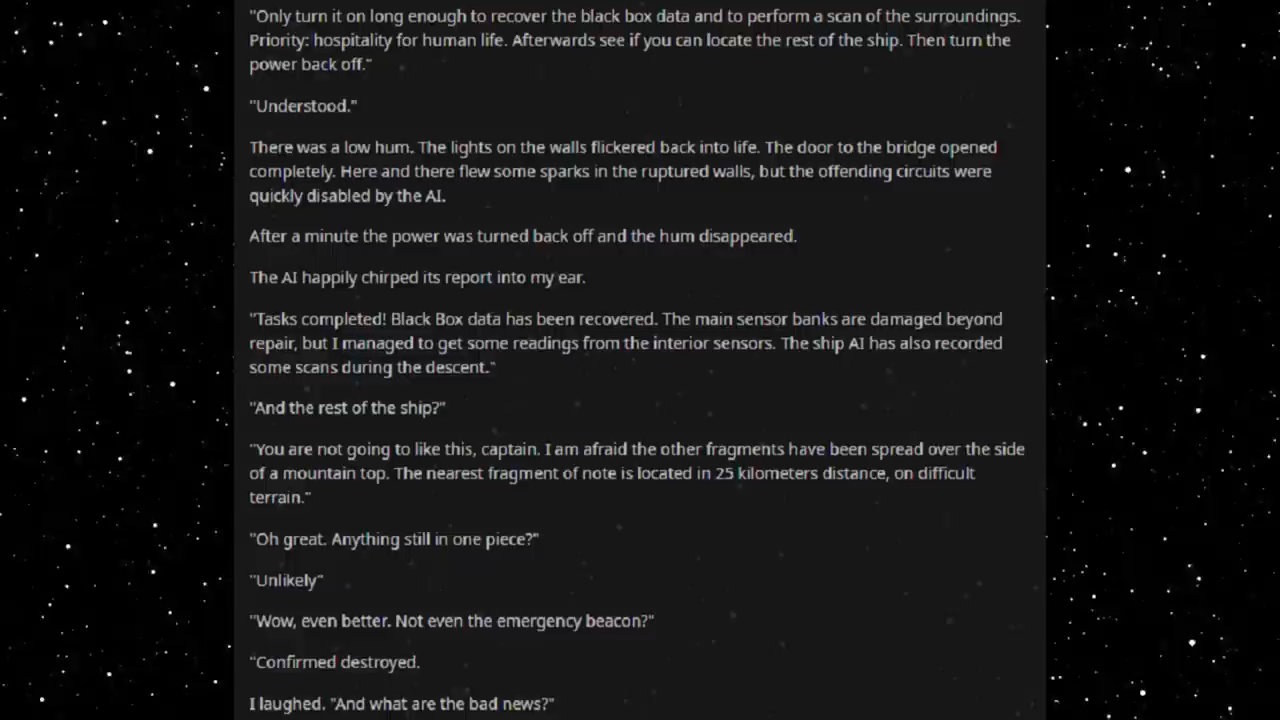 "Only turn it on long enough to recover the black box data and to perform a scan of the surroundings.
Priority: hospitality for human life. Afterwards see if you can locate the rest of the ship. Then turn the
power back off."
"Understood."
There was a low hum. The lights on the walls flickered back into life. The door to the bridge opened
completely. Here and there flew some sparks in the ruptured walls, but the offending circuits were
quickly disabled by the AI.
After a minute the power was turned back off and the hum disappeared.
The AI happily chirped its report into my ear.
"Tasks completed! Black Box data has been recovered. The main sensor banks are damaged beyond
repair, but I managed to get some readings from the interior sensors. The ship AI has also recorded
some scans during the descent."
"And the rest of the ship?"
"You are not going to like this, captain. I am afraid the other fragments have been spread over the side
of a mountain top. The nearest fragment of note is located in 25 kilometers distance, on difficult
terrain."
"Oh great. Anything still in one piece?"
"Unlikely"
"Wow, even better. Not even the emergency beacon?"
"Confirmed destroyed.
I laughed. "And what are the bad news?"